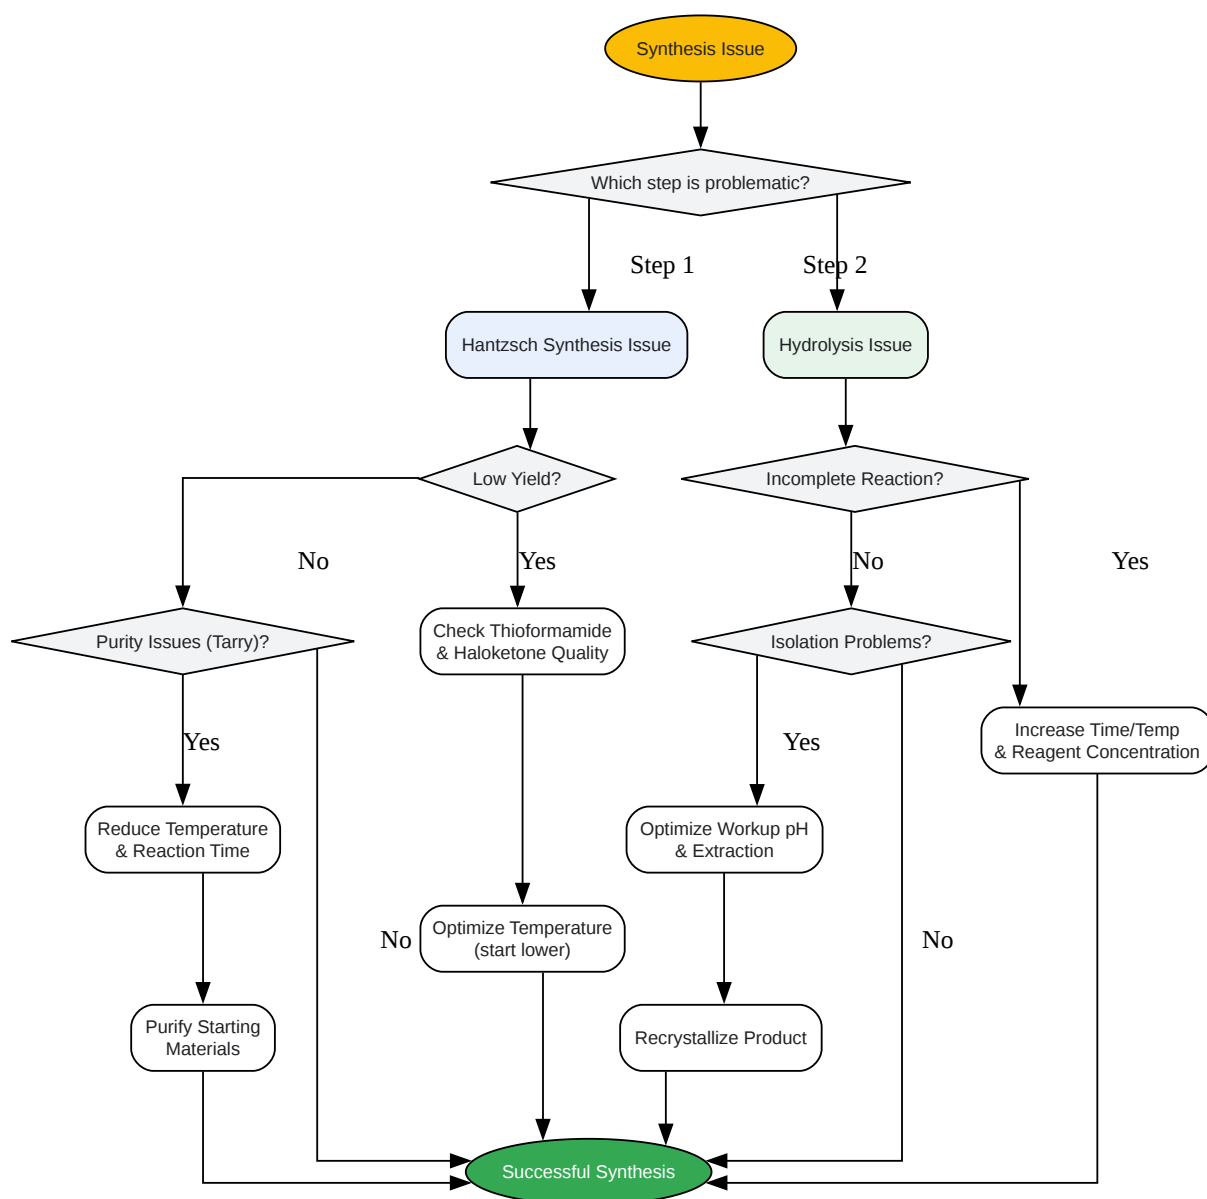 Synthesis Issue
Which step is problematic?
Step 1
Step 2
Hantzsch Synthesis Issue
Hydrolysis Issue
Low Yield?
Incomplete Reaction?
No
Yes
No
Yes
Purity Issues (Tarry)?
Check Thioformamide
& Haloketone Quality
Isolation Problems?
Increase Time/Temp
& Reagent Concentration
Yes
Yes
Reduce Temperature
& Reaction Time
Optimize Workup pH
& Extraction
No
Optimize Temperature
(start lower)
No
Purify Starting
Materials
Recrystallize Product
Successful Synthesis